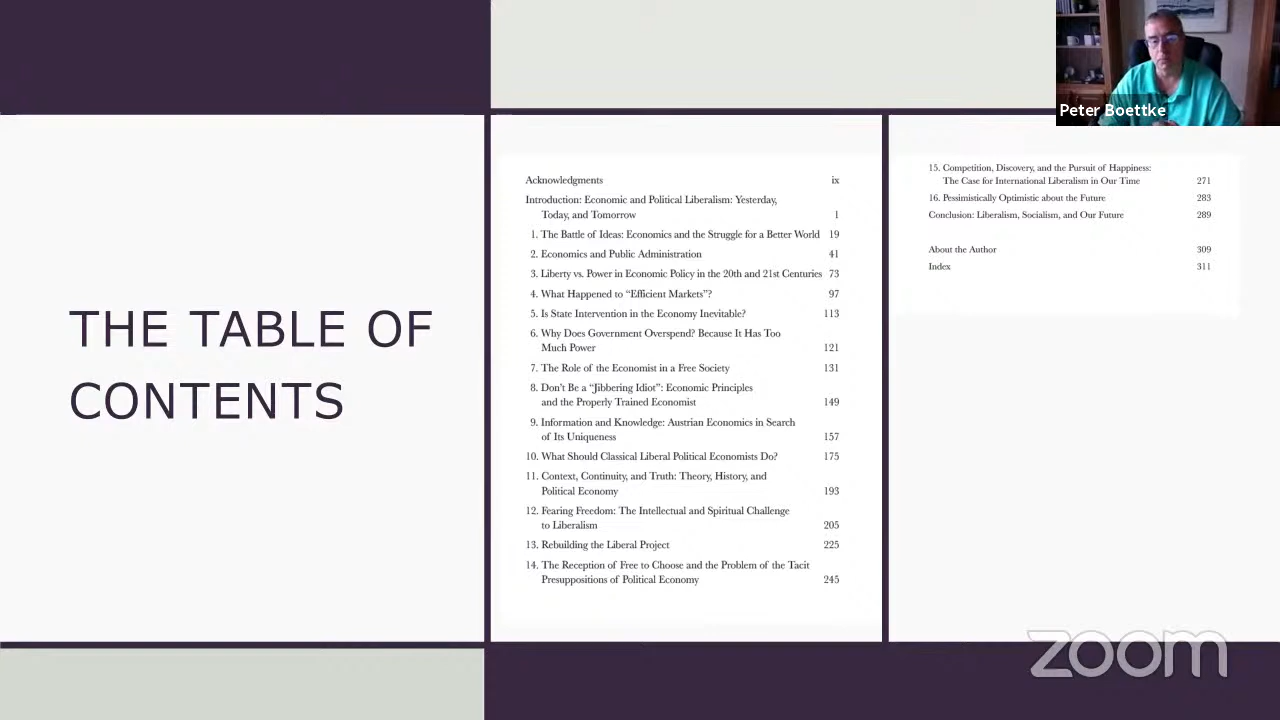 Peter Boettke
THE TABLE OF
CONTENTS
Acknowledgments ix
Introduction: Economic and Political Liberalism: Yesterday,
Today, and Tomorrow 1
1. The Battle of Ideas: Economics and the Struggle for a Better World 19
2. Economics and Public Administration 41
3. Liberty vs. Power in Economic Policy in the 20th and 21st Centuries 73
4. What Happened to “Efficient Markets”? 97
5. Is State Intervention in the Economy Inevitable? 113
6. Why Does Government Overspend? Because It Has Too
Much Power 121
7. The Role of the Economist in a Free Society 131
8. Don’t Be a “Jibbering Idiot”: Economic Principles
and the Properly Trained Economist 149
9. Information and Knowledge: Austrian Economics in Search
of Its Uniqueness 157
10. What Should Classical Liberal Political Economists Do? 175
11. Context, Continuity, and Truth: Theory, History, and
Political Economy 193
12. Fearing Freedom: The Intellectual and Spiritual Challenge
to Liberalism 205
13. Rebuilding the Liberal Project 225
14. The Reception of Free to Choose and the Problem of the Tacit
Presuppositions of Political Economy 245
15. Competition, Discovery, and the Pursuit of Happiness:
The Case for International Liberalism in Our Time 271
16. Pessimistically Optimistic about the Future 283
Conclusion: Liberalism, Socialism, and Our Future 289
About the Author 309
Index 311
zoom